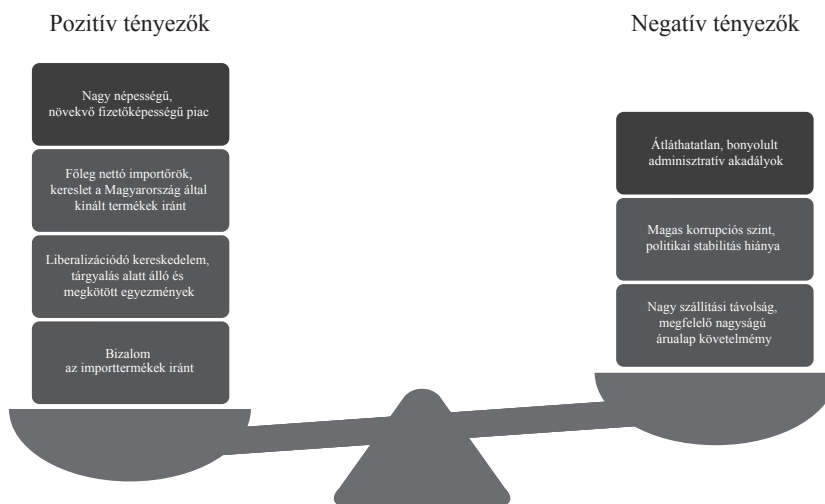 Pozitív tényezők
Nagy népességű,
növekvő fizetőképességű piac
Főleg nettó importőrök,
kereslet a Magyarország által
kínált termékek iránt
Liberalizációdó kereskedelem,
tárgyalás alatt álló és
megkötött egyezmények
Bizalom
az importtermékek iránt
Negatív tényezők
Átláthatatlan, bonyolult
adminisztratív akadályok
Magas korrupciós szint,
politikai stabilitás hiánya
Nagy szállítási távolság,
megfelelő nagyságú
árualap követelmémy